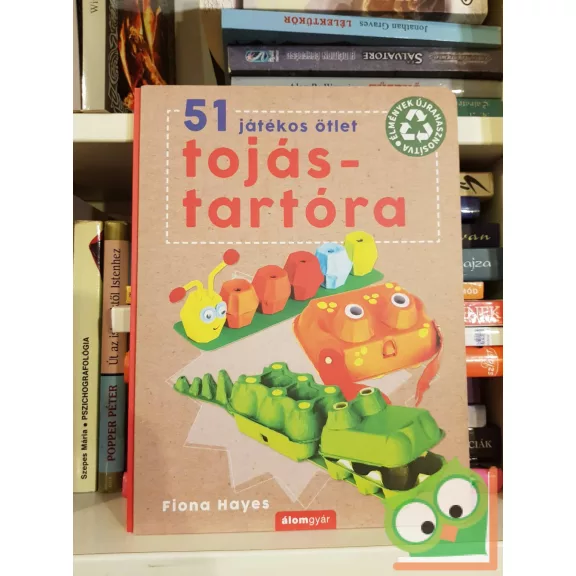 Jonathan Graves
LÉLEKTÜKÖR
SALVATORE
51 játékos ötlet
tojás-
tartóra
ÉLMÉNYEK ÚJRAHASZNOSÍTVA
Fiona Hayes
álomgyár
Szepes Mária • PSZICHOGRAFOLÓGIA
POPPER PÉTER
Istenhez